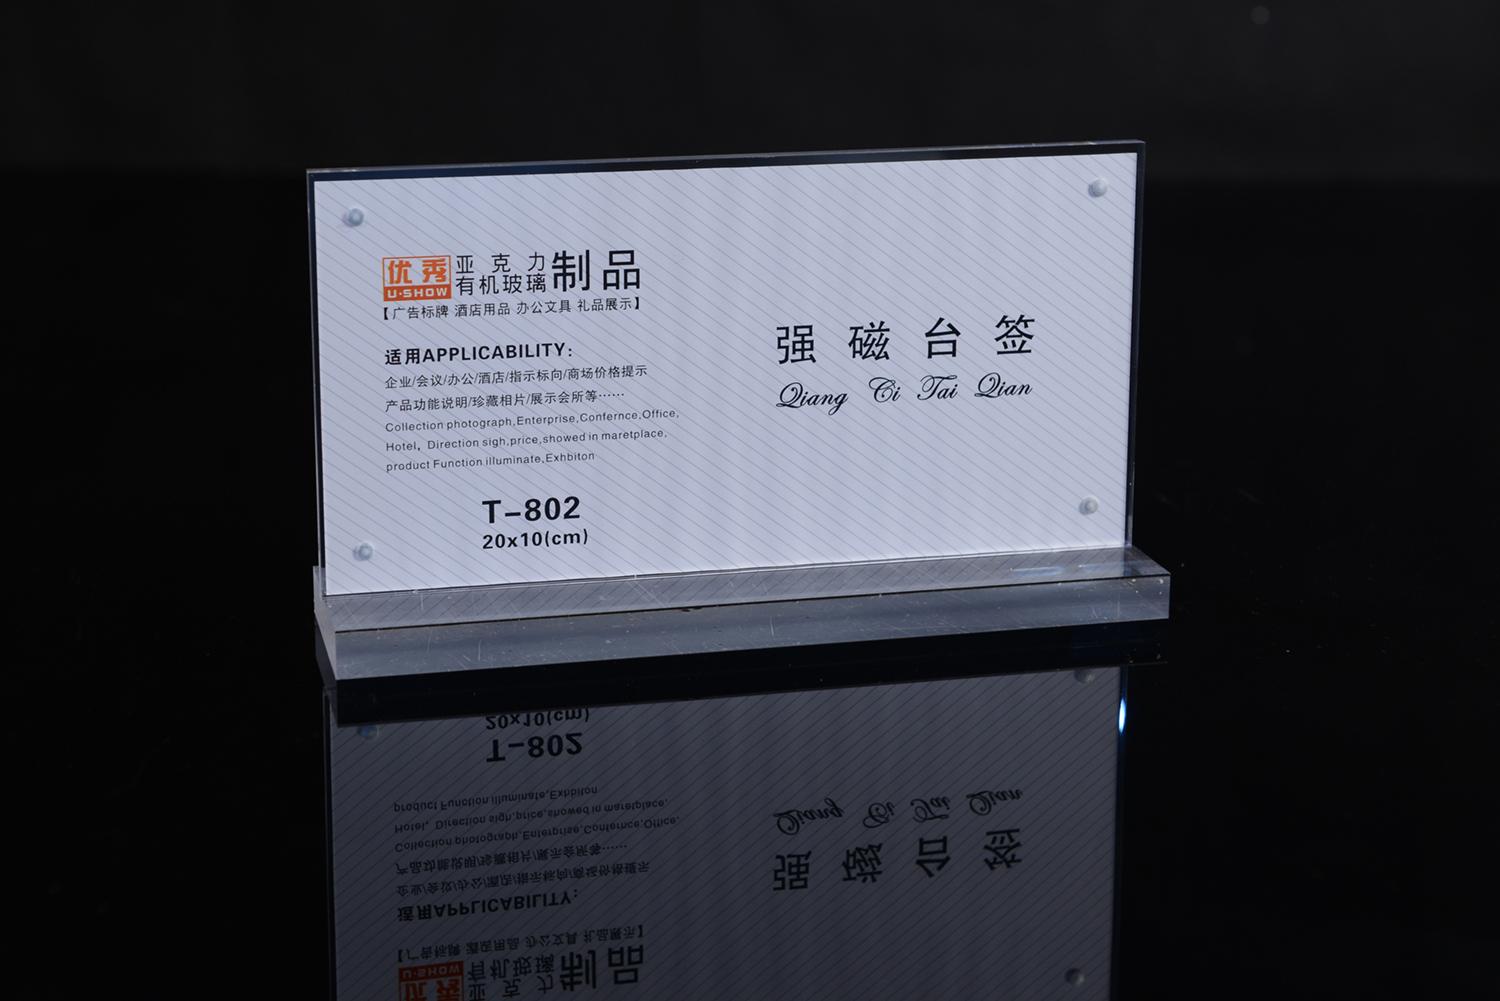 优秀
U·SHOW
亚克力
有机玻璃
制品
【广告标牌 酒店用品 办公文具 礼品展示】
适用APPLICABILITY:
企业/会议/办公/酒店/指示标向/商场价格提示
产品功能说明/珍藏相片/展示会所等……
Collection photograph,Enterprise,Confernce,Office,
Hotel, Direction sigh,price,showed in maretplace,
product Function illuminate,Exhbiton
T-802
20x10(cm)
强磁台签
Qiang Ci Tai Qian